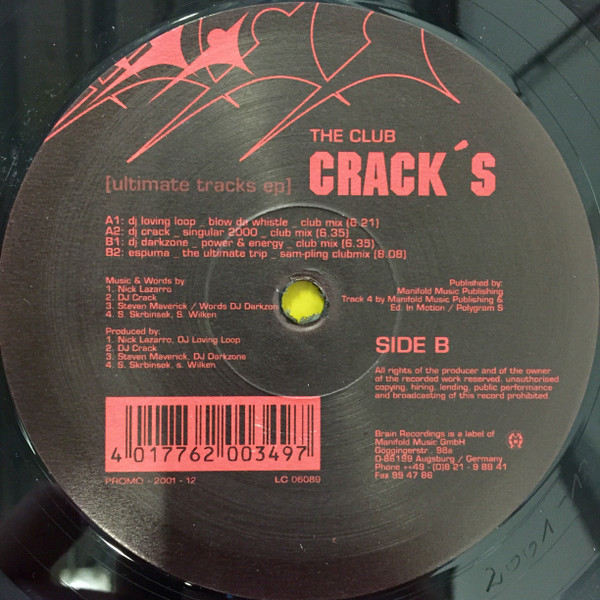 THE CLUB
CRACK´S
[ultimate tracks ep]
A1: dj loving loop _ blow da whistle _ club mix (6.21)
A2: dj crack _ singular 2000 _ club mix (6.35)
B1: dj darkzone _ power & energy _ club mix (6.35)
B2: espuma _ the ultimate trip _ sam-pling clubmix (8.08)
Music & Words by:
1. Nick Lazarro
2. DJ Crack
3. Steven Maverick / Words DJ Darkzon
4. S. Skrbinsek, S. Wilken
Published by:
Manifold Music Publishing
Track 4 by Manifold Music Publishing &
Ed. In Motion / Polygram S
Produced by:
1. Nick Lazarro, DJ Loving Loop
2. DJ Crack
3. Steven Maverick, DJ Darkzone
4. S. Skrbinsek, s. Wilken
SIDE B
All rights of the producer and of the owner
of the recorded work reserved. unauthorised
copying, hiring, lending, public performance
and broadcasting of this record prohibited
4 017762 003497
PROMO - 2001 - 12
LC 06089
Brain Recordings is a label of
Manifold Music GmbH
Göggingerstr . 98a
D-86199 Augsburg / Germany
Phone ++49 - (0)8 21 - 9 88 41
Fax 99 47 86
2001 - 12